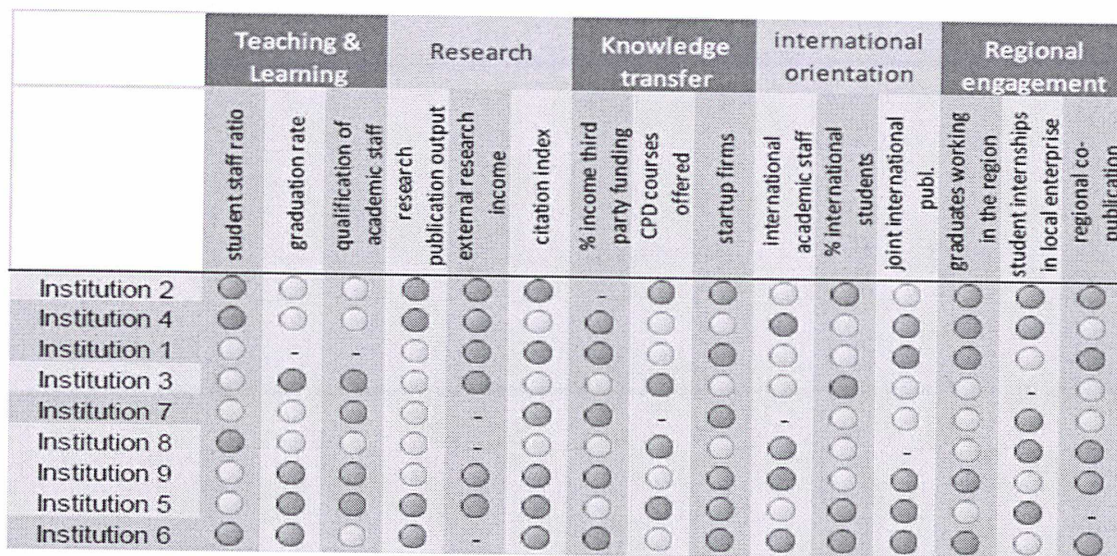 Teaching &
Learning
Research
Knowledge
transfer
international
orientation
Regional
engagement
student staff ratio
graduation rate
qualification of
academic staff
research
publication output
external research
income
citation index
% income third
party funding
CPD courses
offered
startup firms
international
academic staff
% international
students
joint international
publ.
graduates working
in the region
student internships
in local enterprise
regional co-
publication
Institution 2 -
Institution 4
Institution 1 - -
Institution 3 -
Institution 7 - - -
Institution 8 - -
Institution 9
Institution 5 -
Institution 6 -